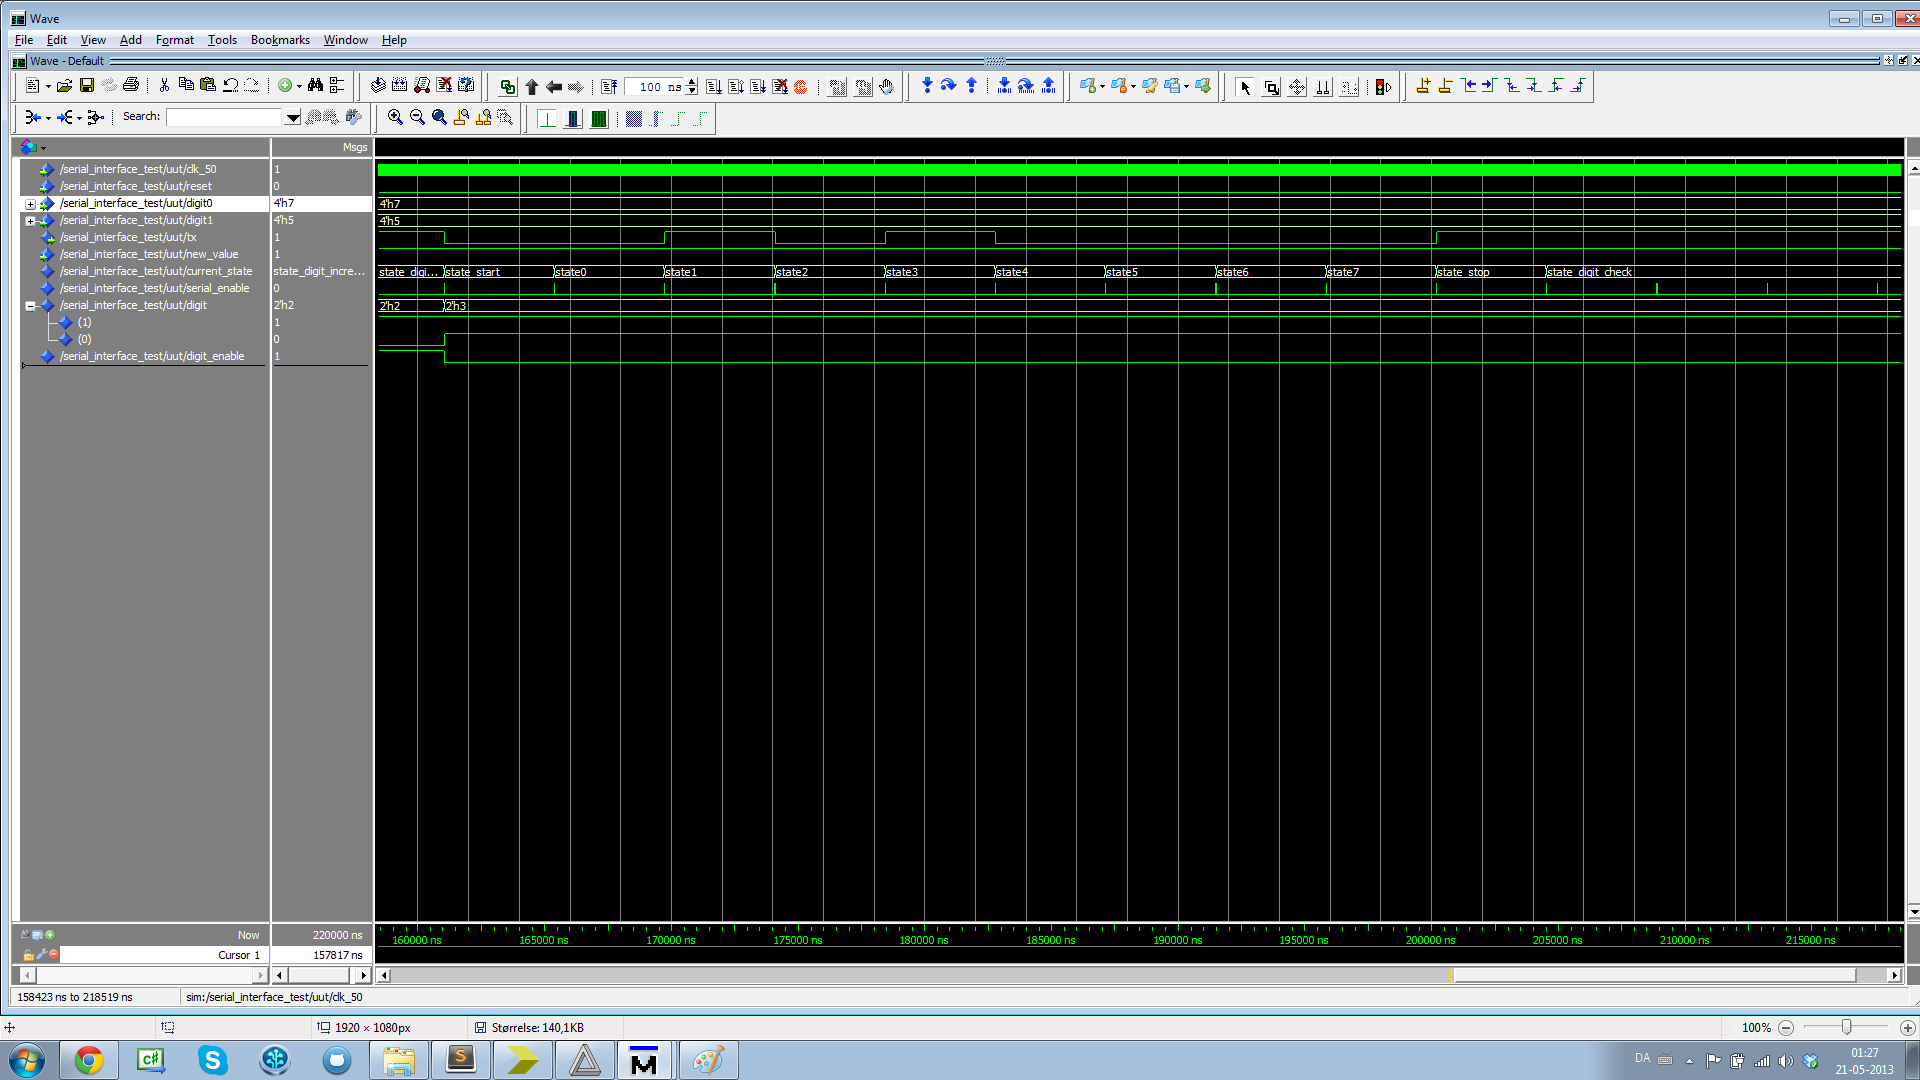 Wave
File Edit View Add Format Tools Bookmarks Window Help
Wave - Default
100 ns
Search:
Msgs
/serial_interface_test/uut/clk_50 1
/serial_interface_test/uut/reset 0
/serial_interface_test/uut/digit0 4'h7 4'h7
/serial_interface_test/uut/digit1 4'h5 4'h5
/serial_interface_test/uut/tx 1
/serial_interface_test/uut/new_value 1
/serial_interface_test/uut/current_state state_digit_incre... state_digi... state_start state0 state1 state2 state3 state4 state5 state6 state7 state_stop state_digit_check
/serial_interface_test/uut/serial_enable 0
/serial_interface_test/uut/digit 2'h2 2'h2 2'h3
(1) 1
(0) 0
/serial_interface_test/uut/digit_enable 1
Now 220000 ns
160000 ns 165000 ns 170000 ns 175000 ns 180000 ns 185000 ns 190000 ns 195000 ns 200000 ns 205000 ns 210000 ns 215000 ns
Cursor 1 157817 ns
158423 ns to 218519 ns sim:/serial_interface_test/uut/clk_50
1920 × 1080px Størrelse: 140,1KB 100%
C#
S
S
M
DA
01:27
21-05-2013